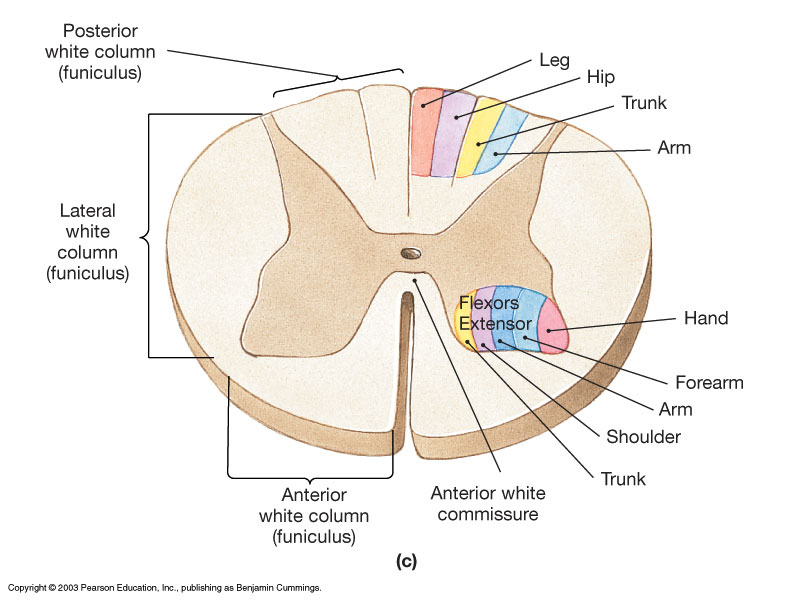 Posterior
white column
(funiculus)
Leg
Hip
Trunk
Arm
Lateral
white
column
(funiculus)
Flexors
Extensor
Hand
Forearm
Arm
Shoulder
Trunk
Anterior
white column
(funiculus)
Anterior white
commissure
(c)
Copyright © 2003 Pearson Education, Inc., publishing as Benjamin Cummings.